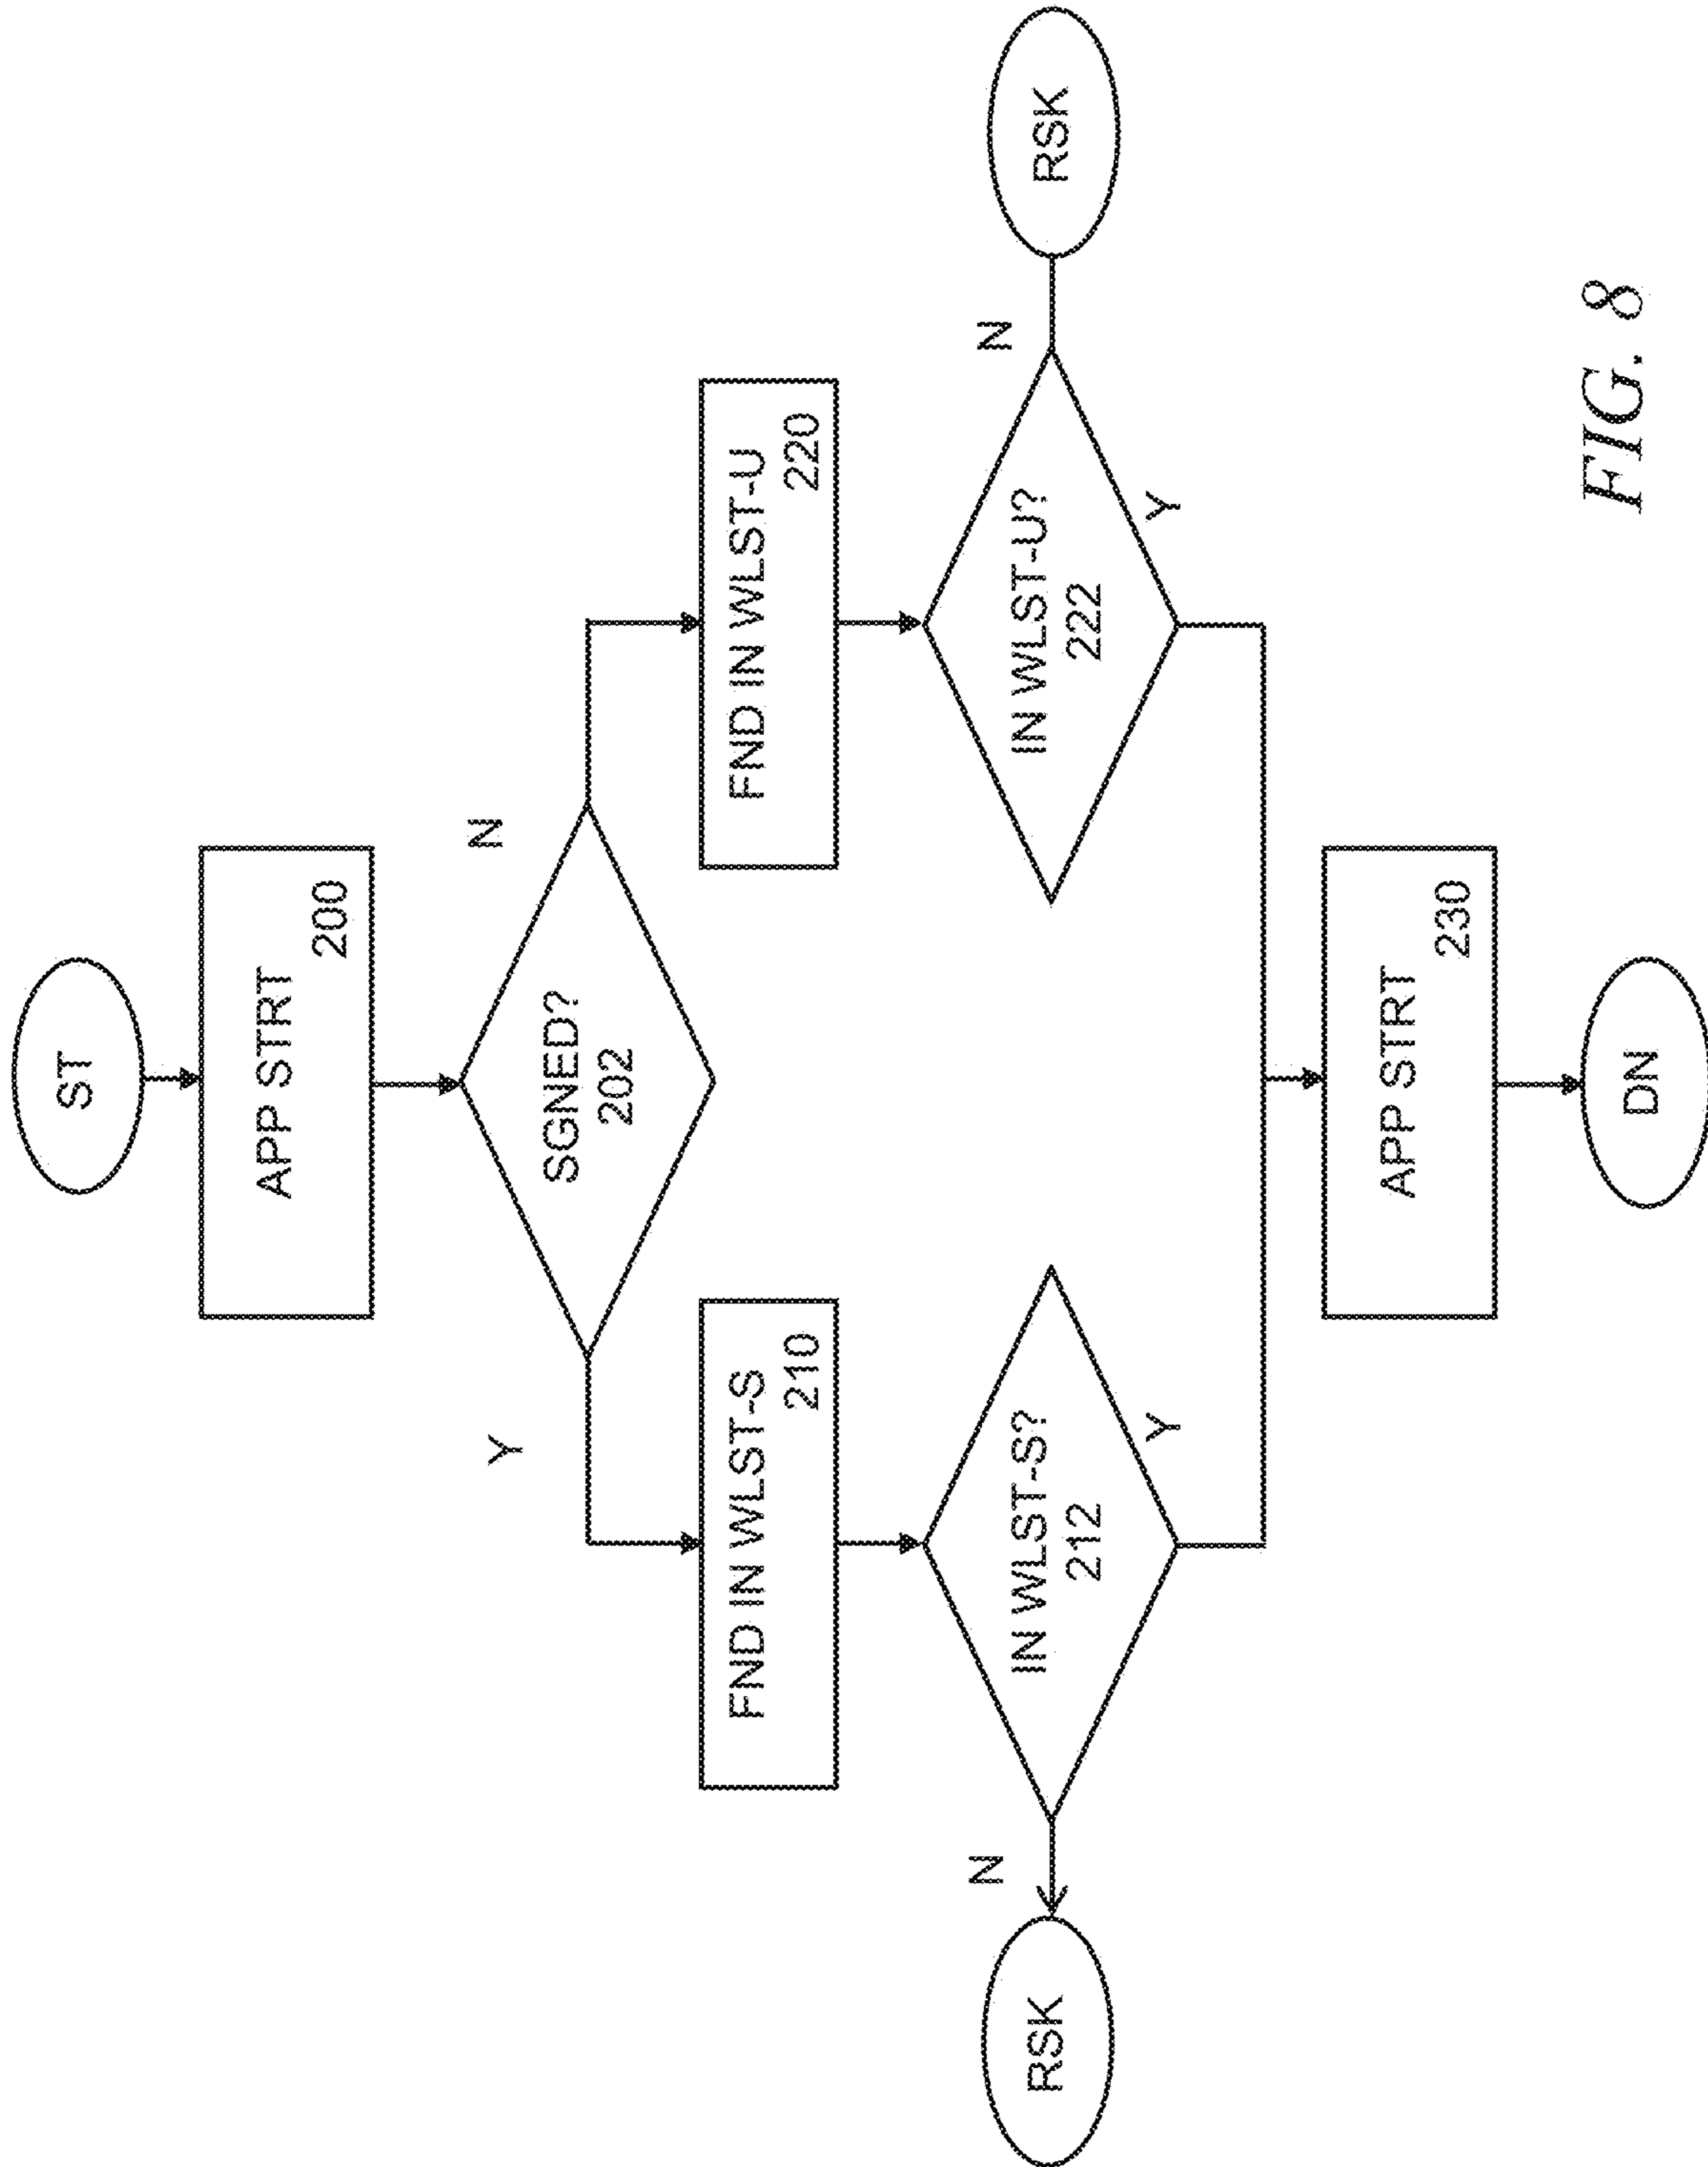 ST
APP STRT
200
SGNED?
202
Y
N
FND IN WLST-S
210
FND IN WLST-U
220
RSK
N
IN WLST-S?
212
Y
IN WLST-U?
222
Y
N
RSK
APP STRT
230
DN
FIG. 8